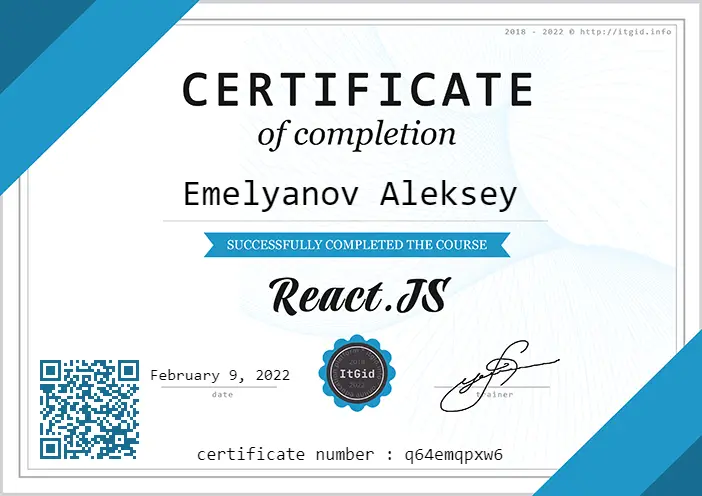 2018 - 2022 © http://itgid.info
CERTIFICATE
of completion
Emelyanov Aleksey
SUCCESSFULLY COMPLETED THE COURSE
React.JS
February 9, 2022
date
2018
ItGid
2022
trainer
certificate number : q64emqpxw6